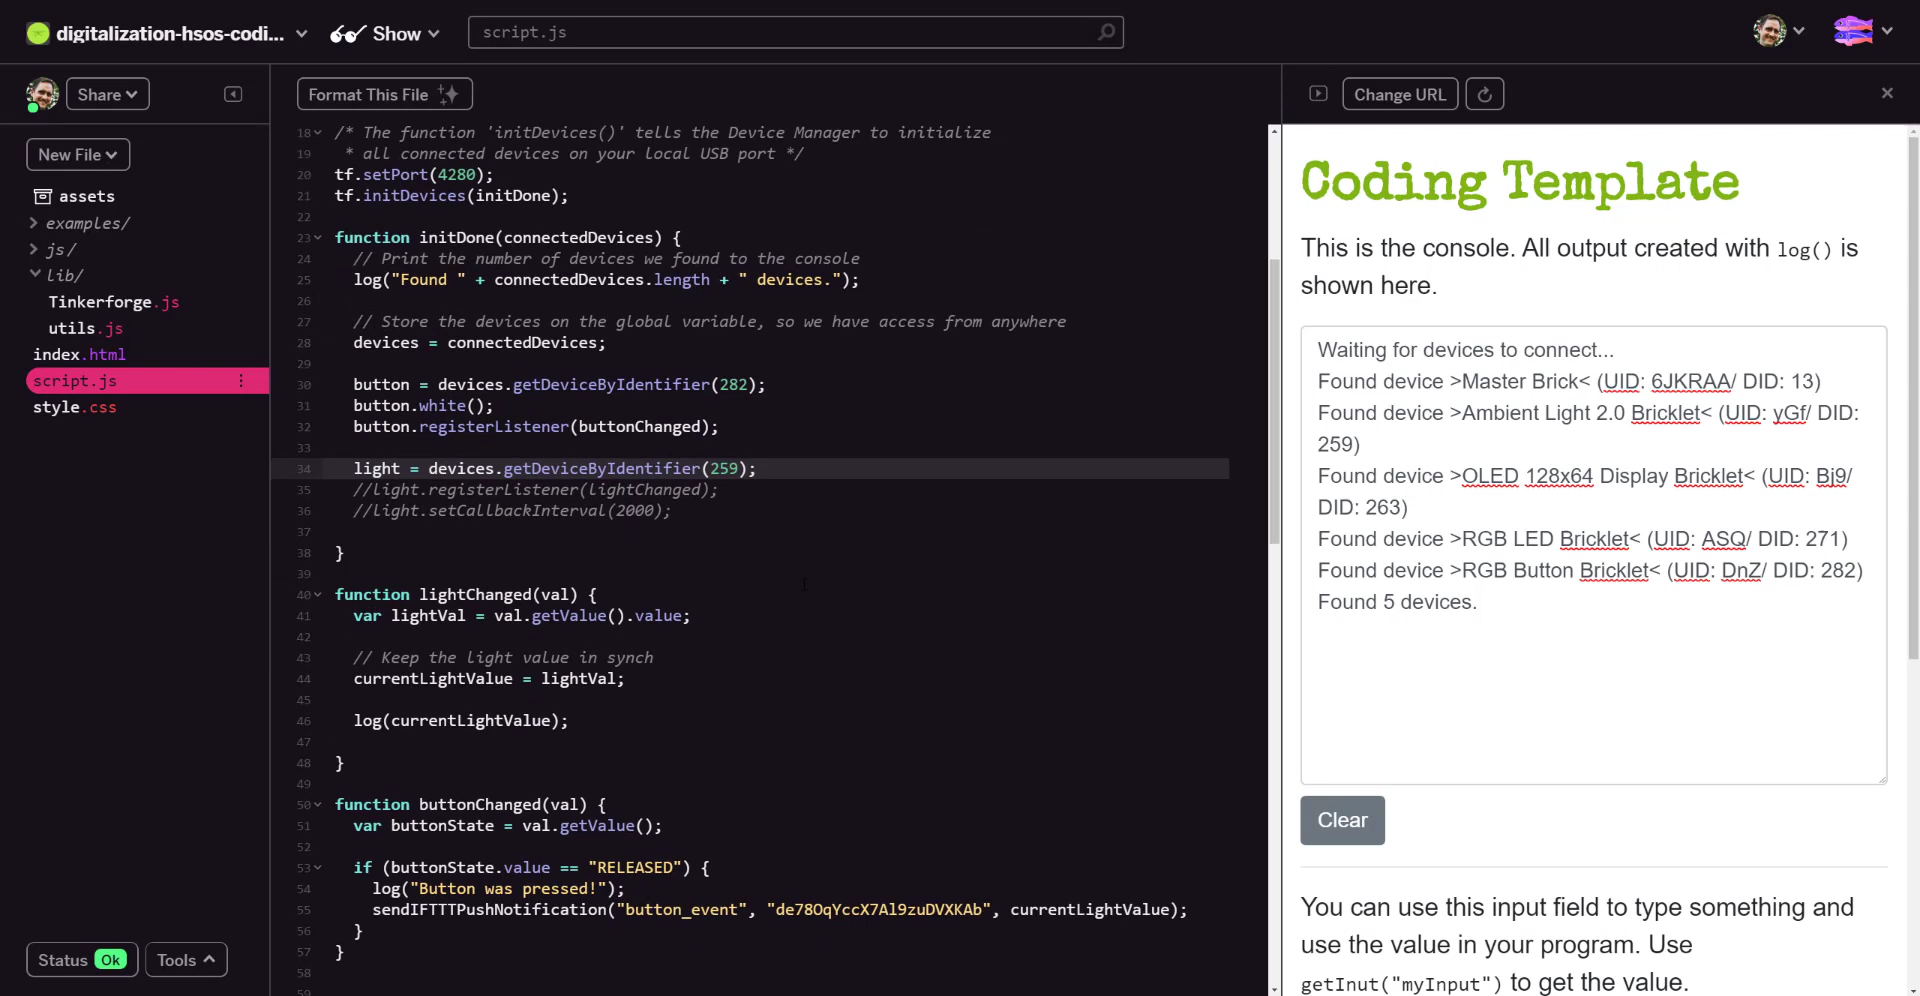 digitalization-hsos-codi...
Show
script.js
Share
Format This File
Change URL
New File
assets
examples/
js/
lib/
Tinkerforge.js
utils.js
index.html
script.js
style.css
Status Ok
Tools
18 /* The function 'initDevices()' tells the Device Manager to initialize
19 * all connected devices on your local USB port */
20 tf.setPort(4280);
21 tf.initDevices(initDone);
22
23 function initDone(connectedDevices) {
24 // Print the number of devices we found to the console
25 log("Found " + connectedDevices.length + " devices.");
26
27 // Store the devices on the global variable, so we have access from anywhere
28 devices = connectedDevices;
29
30 button = devices.getDeviceByIdentifier(282);
31 button.white();
32 button.registerListener(buttonChanged);
33
34 light = devices.getDeviceByIdentifier(259);
35 //light.registerListener(lightChanged);
36 //light.setCallbackInterval(2000);
37
38 }
39
40 function lightChanged(val) {
41 var lightVal = val.getValue().value;
42
43 // Keep the light value in synch
44 currentLightValue = lightVal;
45
46 log(currentLightValue);
47
48 }
49
50 function buttonChanged(val) {
51 var buttonState = val.getValue();
52
53 if (buttonState.value == "RELEASED") {
54 log("Button was pressed!");
55 sendIFTTTPushNotification("button_event", "de78OqYccX7Al9zuDVXKAb", currentLightValue);
56 }
57 }
58
59
Coding Template
This is the console. All output created with log() is
shown here.
Waiting for devices to connect...
Found device >Master Brick< (UID: 6JKRAA/ DID: 13)
Found device >Ambient Light 2.0 Bricklet< (UID: yGf/ DID:
259)
Found device >OLED 128x64 Display Bricklet< (UID: Bj9/
DID: 263)
Found device >RGB LED Bricklet< (UID: ASQ/ DID: 271)
Found device >RGB Button Bricklet< (UID: DnZ/ DID: 282)
Found 5 devices.
Clear
You can use this input field to type something and
use the value in your program. Use
getInut("myInput") to get the value.